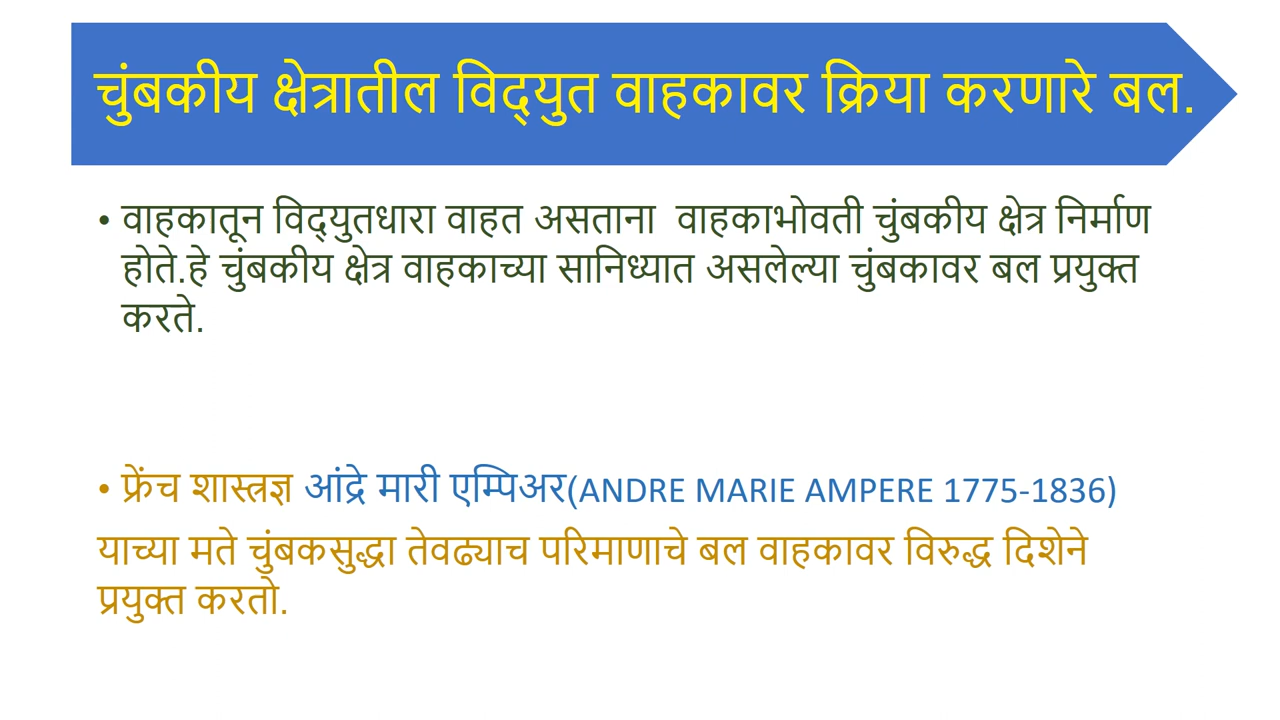 चुंबकीय क्षेत्रातील विद्‌युत वाहकावर क्रिया करणारे बल.
• वाहकातून विद्‌युतधारा वाहत असताना  वाहकाभोवती चुंबकीय क्षेत्र निर्माण
होते.हे चुंबकीय क्षेत्र वाहकाच्या सानिध्यात असलेल्या चुंबकावर बल प्रयुक्त
करते.
• फ्रेंच शास्त्रज्ञ आंद्रे मारी एम्पिअर(ANDRE MARIE AMPERE 1775-1836)
याच्या मते चुंबकसुद्धा तेवढ्याच परिमाणाचे बल वाहकावर विरुद्ध दिशेने
प्रयुक्त करतो.